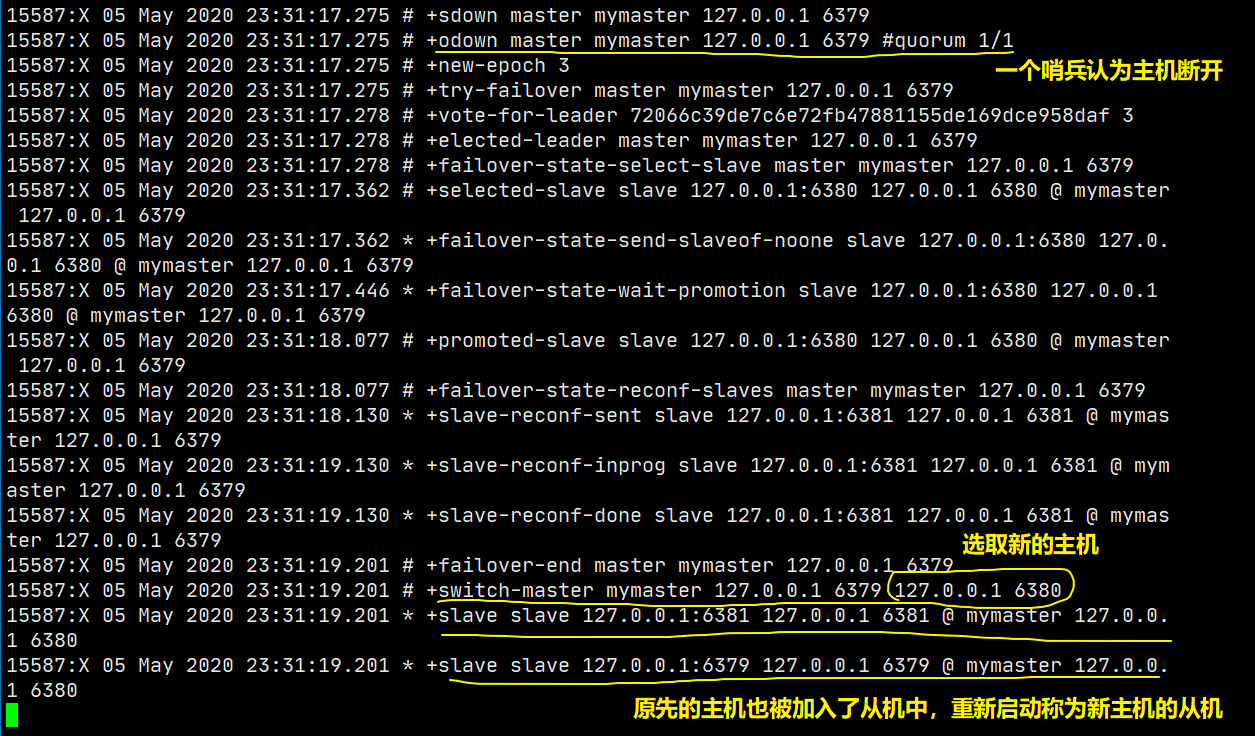 15587:X 05 May 2020 23:31:17.275 # +sdown master mymaster 127.0.0.1 6379
15587:X 05 May 2020 23:31:17.275 # +odown master mymaster 127.0.0.1 6379 #quorum 1/1
一个哨兵认为主机断开
15587:X 05 May 2020 23:31:17.275 # +new-epoch 3
15587:X 05 May 2020 23:31:17.275 # +try-failover master mymaster 127.0.0.1 6379
15587:X 05 May 2020 23:31:17.278 # +vote-for-leader 72066c39de7c6e72fb47881155de169dce958daf 3
15587:X 05 May 2020 23:31:17.278 # +elected-leader master mymaster 127.0.0.1 6379
15587:X 05 May 2020 23:31:17.278 # +failover-state-select-slave master mymaster 127.0.0.1 6379
15587:X 05 May 2020 23:31:17.362 # +selected-slave slave 127.0.0.1:6380 127.0.0.1 6380 @ mymaster
127.0.0.1 6379
15587:X 05 May 2020 23:31:17.362 * +failover-state-send-slaveof-noone slave 127.0.0.1:6380 127.0.
0.1 6380 @ mymaster 127.0.0.1 6379
15587:X 05 May 2020 23:31:17.446 * +failover-state-wait-promotion slave 127.0.0.1:6380 127.0.0.1
6380 @ mymaster 127.0.0.1 6379
15587:X 05 May 2020 23:31:18.077 # +promoted-slave slave 127.0.0.1:6380 127.0.0.1 6380 @ mymaster
127.0.0.1 6379
15587:X 05 May 2020 23:31:18.077 # +failover-state-reconf-slaves master mymaster 127.0.0.1 6379
15587:X 05 May 2020 23:31:18.130 * +slave-reconf-sent slave 127.0.0.1:6381 127.0.0.1 6381 @ mymas
ter 127.0.0.1 6379
15587:X 05 May 2020 23:31:19.130 * +slave-reconf-inprog slave 127.0.0.1:6381 127.0.0.1 6381 @ mym
aster 127.0.0.1 6379
15587:X 05 May 2020 23:31:19.130 * +slave-reconf-done slave 127.0.0.1:6381 127.0.0.1 6381 @ mymas
ter 127.0.0.1 6379
选取新的主机
15587:X 05 May 2020 23:31:19.201 # +failover-end master mymaster 127.0.0.1 6379
15587:X 05 May 2020 23:31:19.201 # +switch-master mymaster 127.0.0.1 6379 127.0.0.1 6380
15587:X 05 May 2020 23:31:19.201 * +slave slave 127.0.0.1:6381 127.0.0.1 6381 @ mymaster 127.0.0.
1 6380
15587:X 05 May 2020 23:31:19.201 * +slave slave 127.0.0.1:6379 127.0.0.1 6379 @ mymaster 127.0.0.
1 6380
原先的主机也被加入了从机中，重新启动称为新主机的从机